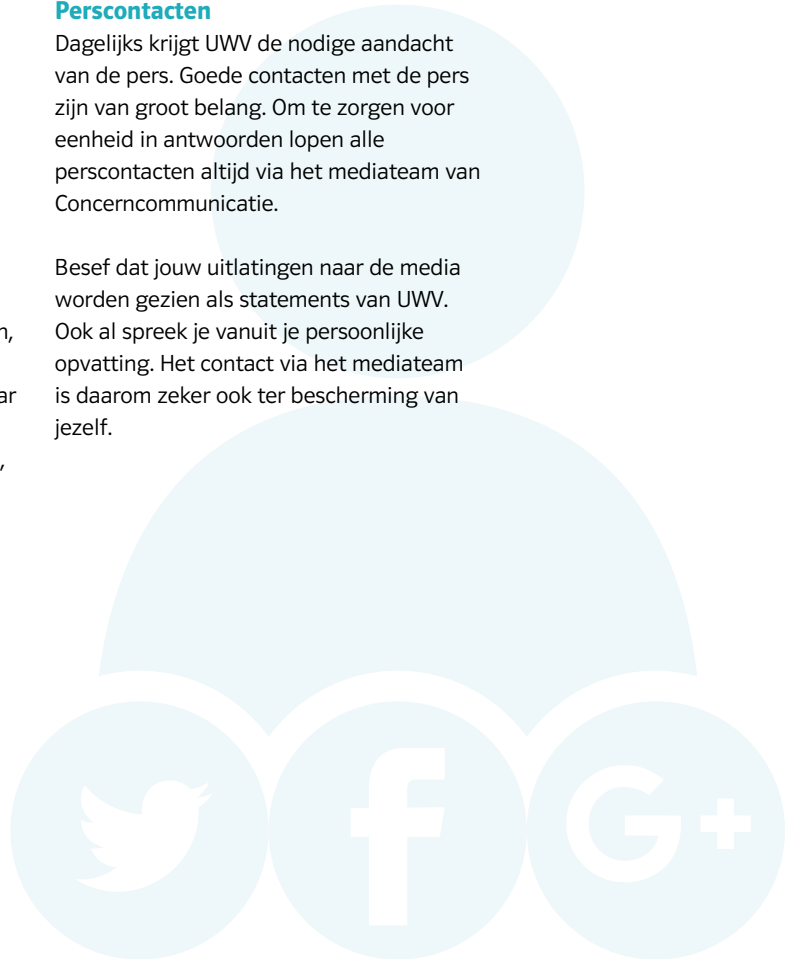 Perscontacten
Dagelijks krijgt UWV de nodige aandacht
van de pers. Goede contacten met de pers
zijn van groot belang. Om te zorgen voor
eenheid in antwoorden lopen alle
perscontacten altijd via het mediateam van
Concerncommunicatie.
Besef dat jouw uitlatingen naar de media
worden gezien als statements van UWV.
Ook al spreek je vanuit je persoonlijke
opvatting. Het contact via het mediateam
is daarom zeker ook ter bescherming van
jezelf.
f
G+